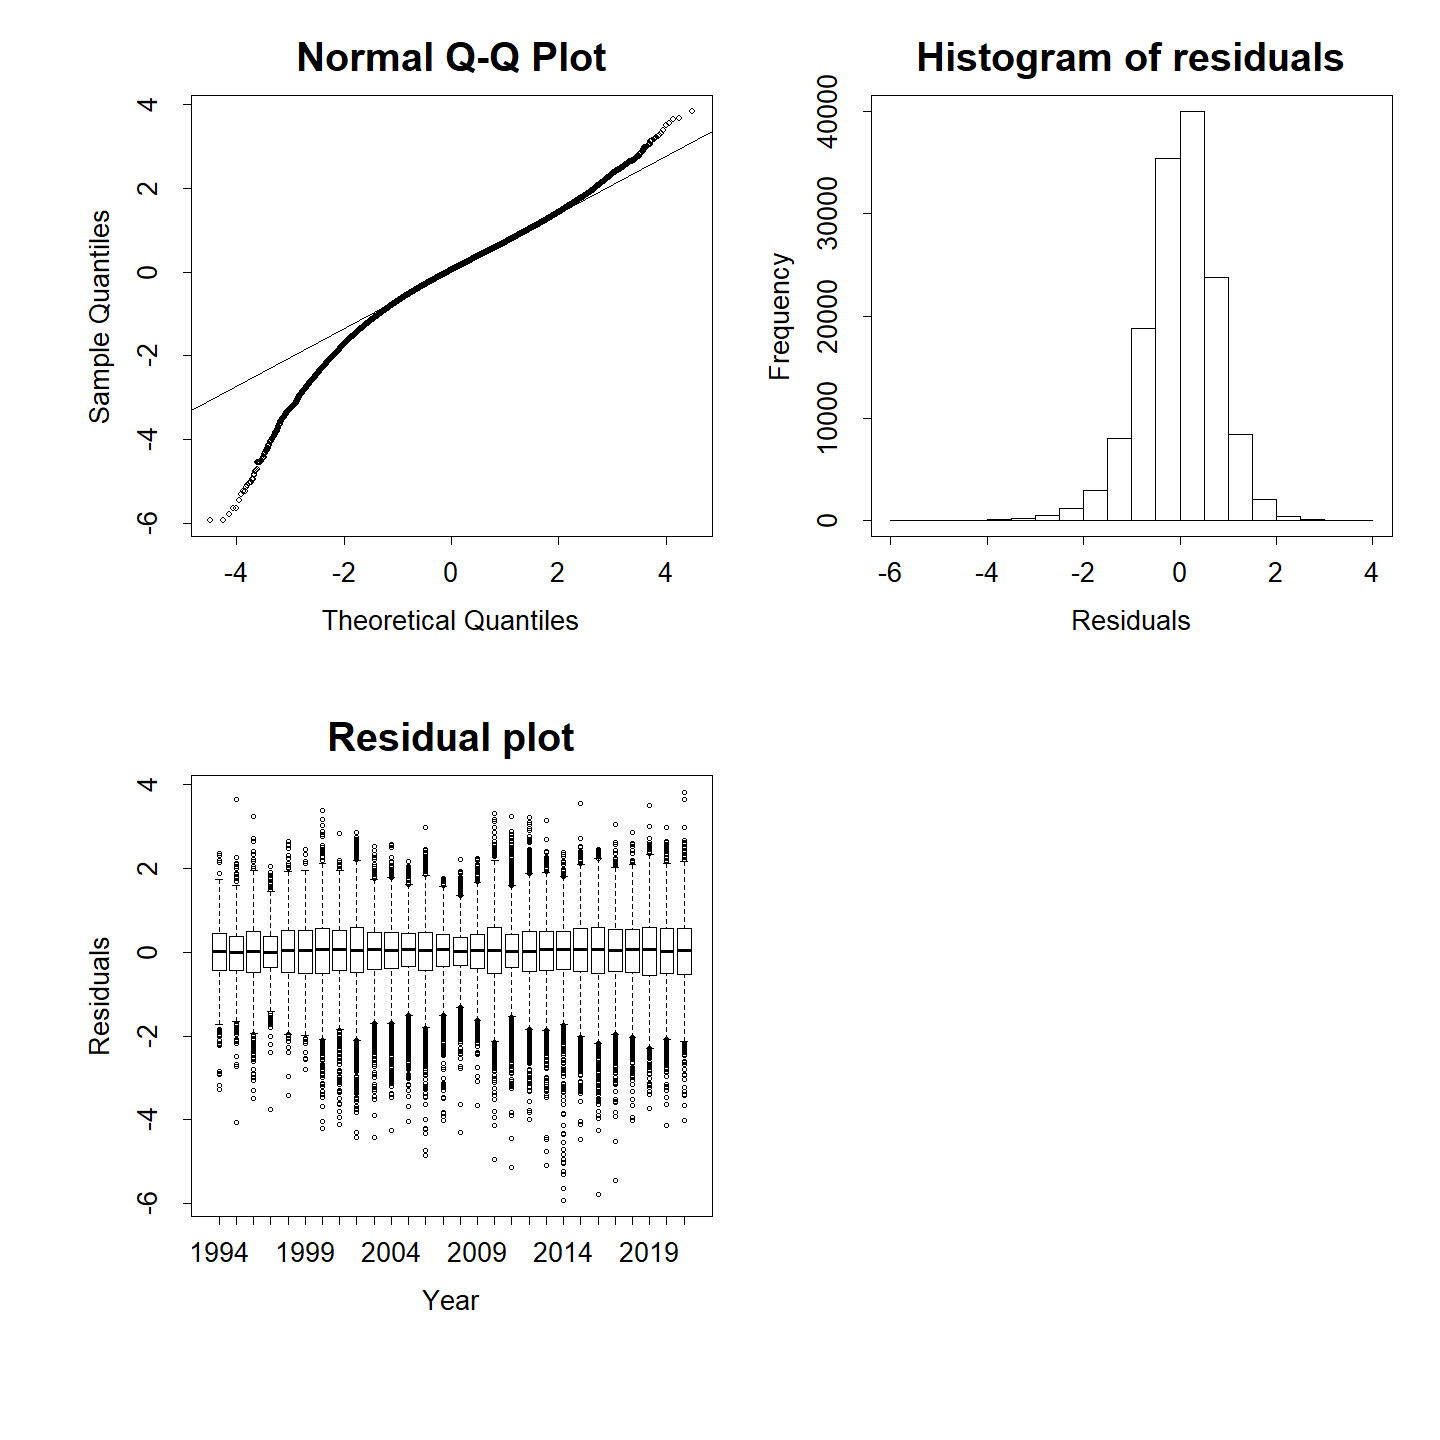 Normal Q-Q Plot
Sample Quantiles
4
2
0
-2
-4
-6
-4 -2 0 2 4
Theoretical Quantiles
Histogram of residuals
Frequency
40000
30000
20000
10000
0
-6 -4 -2 0 2 4
Residuals
Residual plot
Residuals
4
2
0
-2
-4
-6
1994 1999 2004 2009 2014 2019
Year